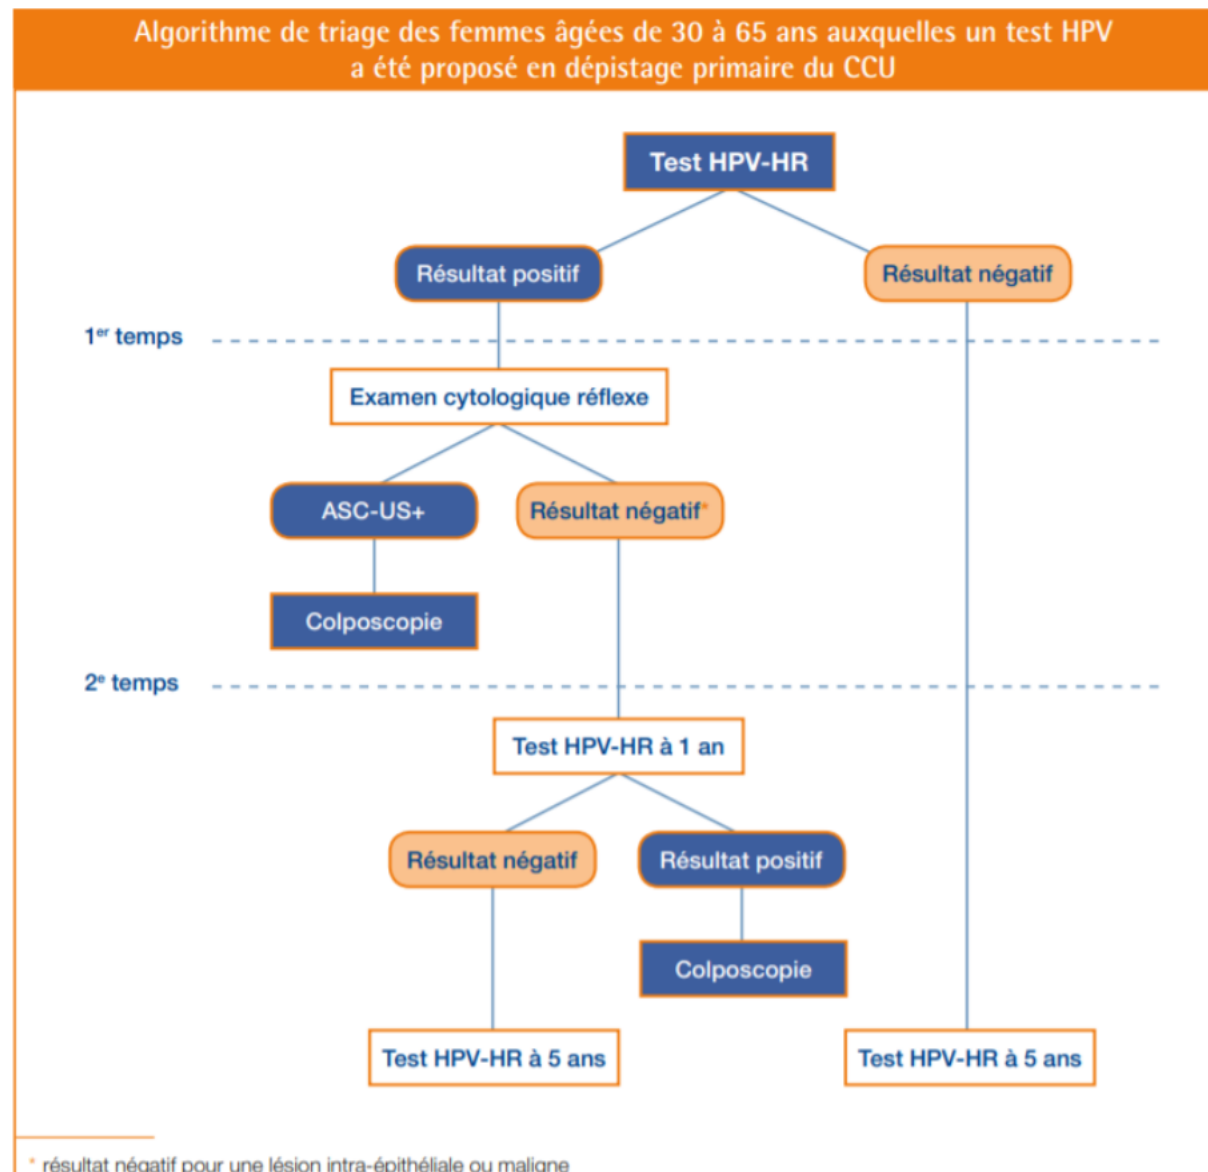 Algorithme de triage des femmes âgées de 30 à 65 ans auxquelles un test HPV
a été proposé en dépistage primaire du CCU
Test HPV-HR
Résultat positif
Résultat négatif
1er temps
Examen cytologique réflexe
ASC-US+
Résultat négatif*
Colposcopie
2e temps
Test HPV-HR à 1 an
Résultat négatif
Résultat positif
Colposcopie
Test HPV-HR à 5 ans
Test HPV-HR à 5 ans
* résultat négatif pour une lésion intra-épithéliale ou maligne